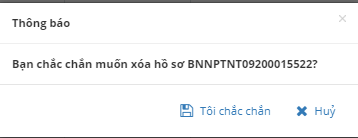 Thông báo
×
Bạn chắc chắn muốn xóa hồ sơ BNNPTNT09200015522?
Tôi chắc chắn
Huỷ